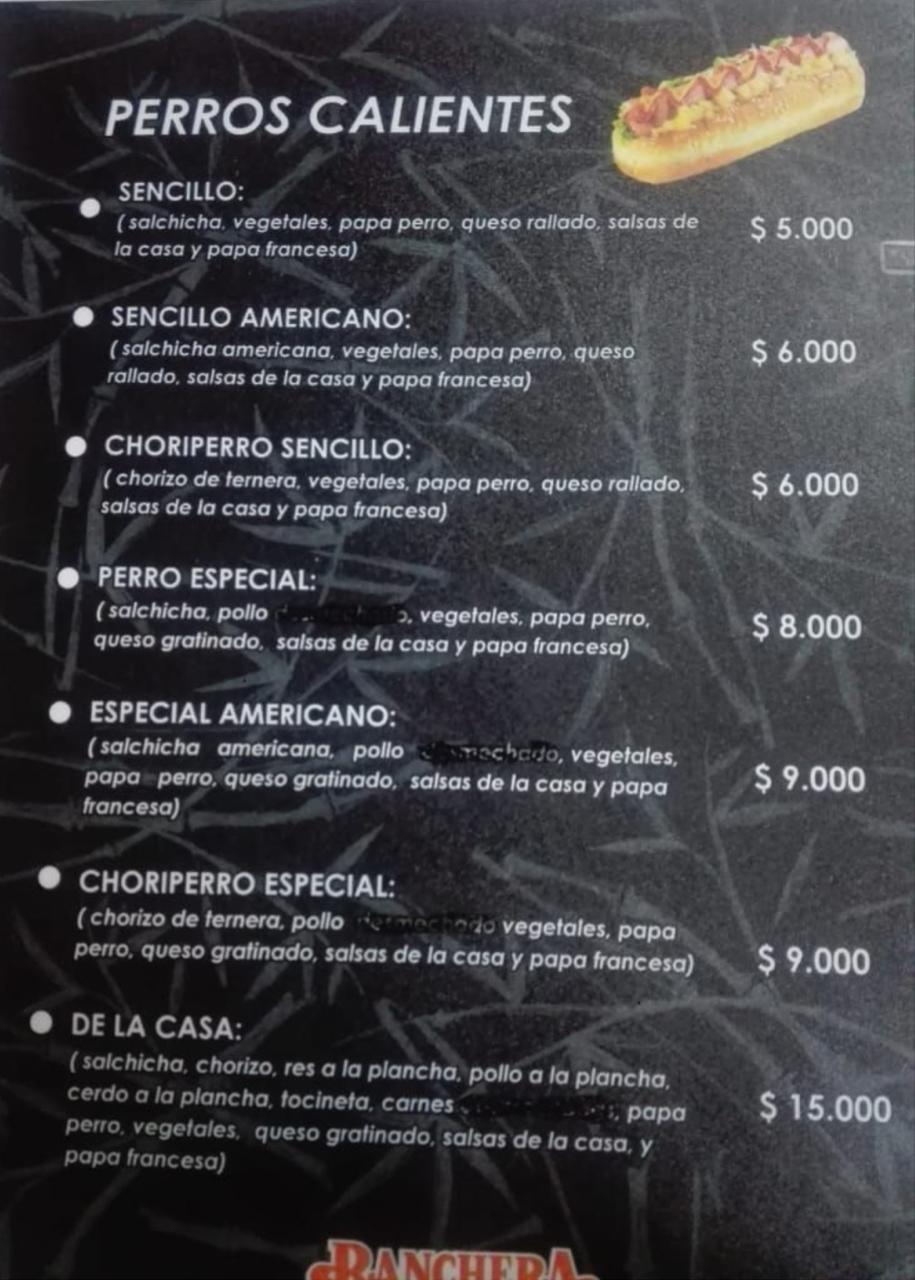 PERROS CALIENTES
SENCILLO:
(salchicha, vegetales, papa perro, queso rallado, salsas de
la casa y papa francesa)
$ 5.000
SENCILLO AMERICANO:
(salchicha americana, vegetales, papa perro, queso
rallado, salsas de la casa y papa francesa)
$ 6.000
CHORIPERRO SENCILLO:
(chorizo de ternera, vegetales, papa perro, queso rallado,
salsas de la casa y papa francesa)
$ 6.000
PERRO ESPECIAL:
(salchicha, pollo , vegetales, papa perro,
queso gratinado, salsas de la casa y papa francesa)
$ 8.000
ESPECIAL AMERICANO:
(salchicha americana, pollo desmechado, vegetales,
papa perro, queso gratinado, salsas de la casa y papa
francesa)
$ 9.000
CHORIPERRO ESPECIAL:
(chorizo de ternera, pollo desmechado vegetales, papa
perro, queso gratinado, salsas de la casa y papa francesa)
$ 9.000
DE LA CASA:
(salchicha, chorizo, res a la plancha, pollo a la plancha,
cerdo a la plancha, tocineta, carnes , papa
perro, vegetales, queso gratinado, salsas de la casa, y
papa francesa)
$ 15.000
RANCHERA